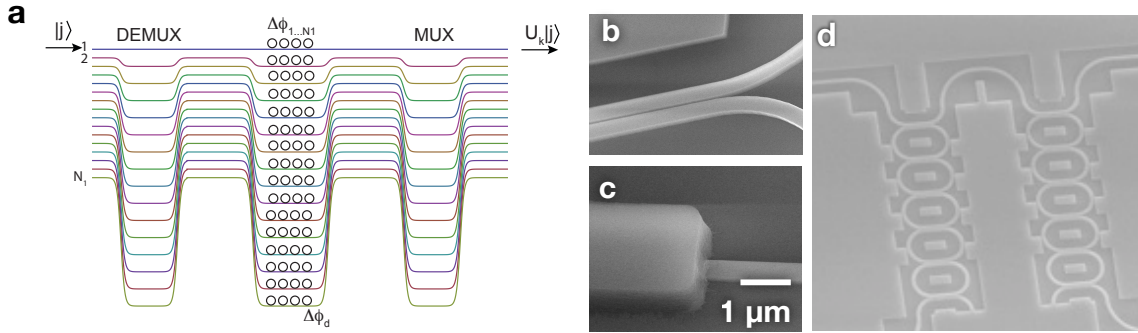 a
|j⟩
DEMUX
Δϕ1...N1
MUX
Uk|j⟩
1
2
N1
Δϕd
b
c
1 µm
d